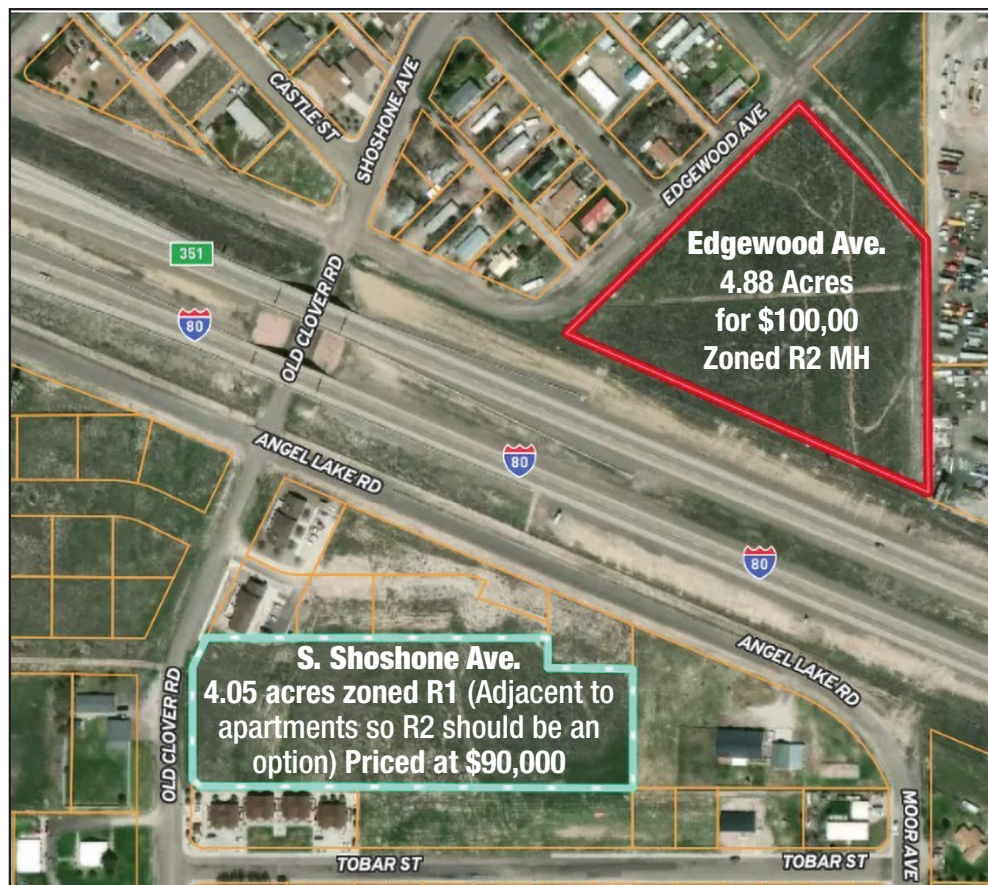 CASTLE ST
SHOSHONE AVE
EDGEWOOD AVE
351
80
OLD CLOVER RD
Edgewood Ave.
4.88 Acres
for $100,00
Zoned R2 MH
ANGEL LAKE RD
80
80
ANGEL LAKE RD
S. Shoshone Ave.
4.05 acres zoned R1 (Adjacent to
apartments so R2 should be an
option) Priced at $90,000
OLD CLOVER RD
MOOR AVE
TOBAR ST
TOBAR ST